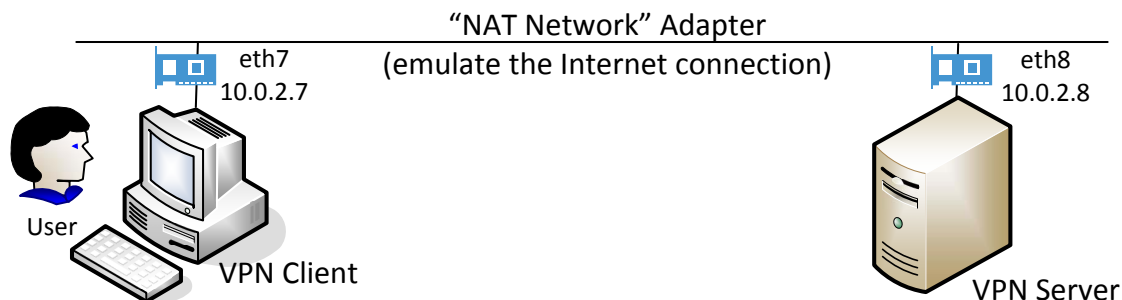 “NAT Network” Adapter
(emulate the Internet connection)
eth7
10.0.2.7
eth8
10.0.2.8
User
VPN Client
VPN Server